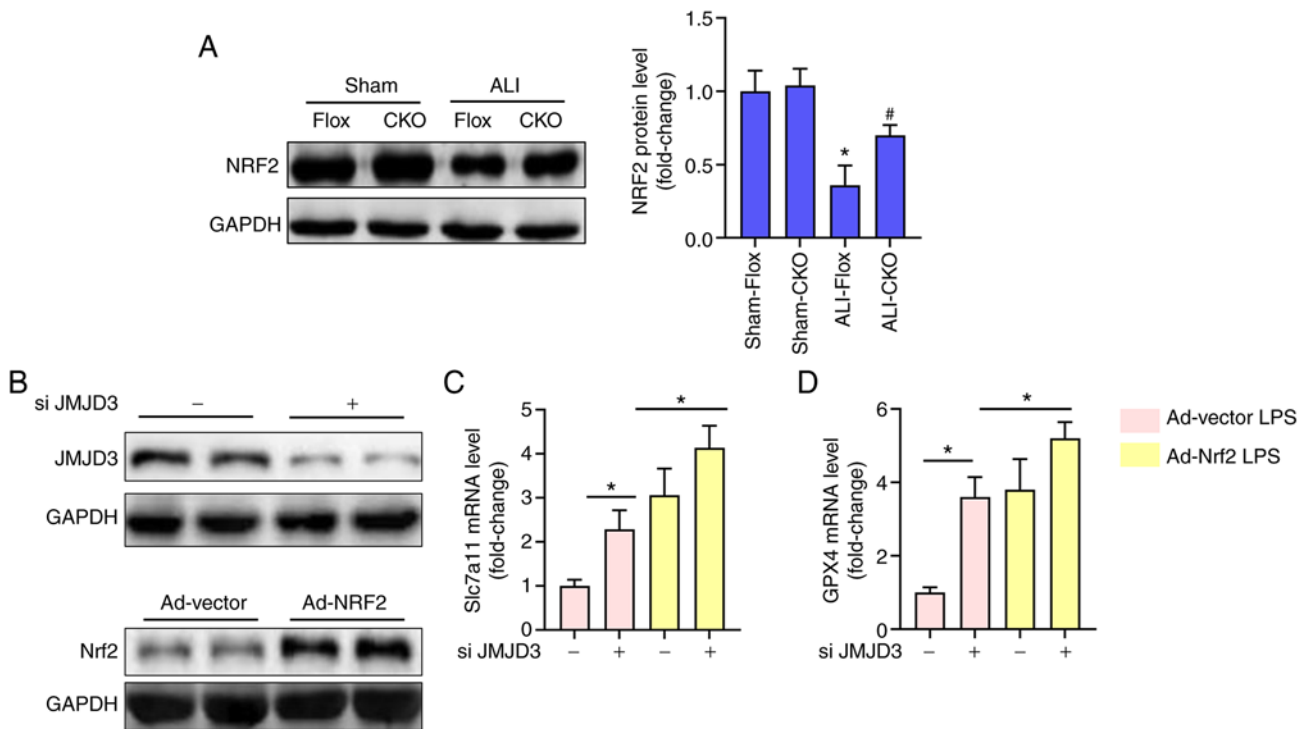 A
Sham ALI
Flox CKO Flox CKO
NRF2
GAPDH
NRF2 protein level
(fold-change)
1.5
1.0
0.5
0.0
*
#
Sham-Flox
Sham-CKO
ALI-Flox
ALI-CKO
B
si JMJD3 − +
JMJD3
GAPDH
Ad-vector Ad-NRF2
Nrf2
GAPDH
C
Slc7a11 mRNA level
(fold-change)
5
4
3
2
1
0
*
*
si JMJD3 − + − +
D
GPX4 mRNA level
(fold-change)
6
4
2
0
*
*
si JMJD3 − + − +
Ad-vector LPS
Ad-Nrf2 LPS